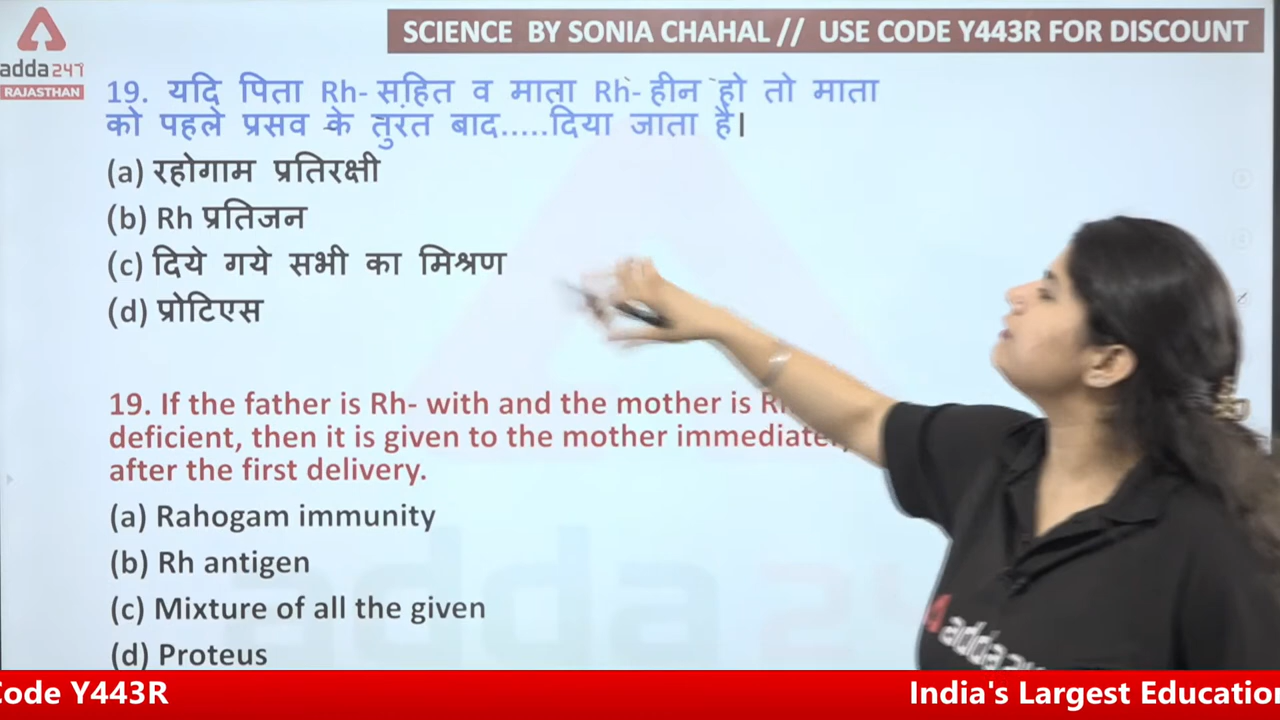 SCIENCE BY SONIA CHAHAL // USE CODE Y443R FOR DISCOUNT
adda247
RAJASTHAN
19. यदि पिता Rh- सहित व माता Rh- हीन हो तो माता
को पहले प्रसव के तुरंत बाद.....दिया जाता है।
(a) रहोगाम प्रतिरक्षी
(b) Rh प्रतिजन
(c) दिये गये सभी का मिश्रण
(d) प्रोटिएस
19. If the father is Rh- with and the mother is
deficient, then it is given to the mother
after the first delivery.
(a) Rahogam immunity
(b) Rh antigen
(c) Mixture of all the given
(d) Proteus
adda247
Code Y443R
India's Largest